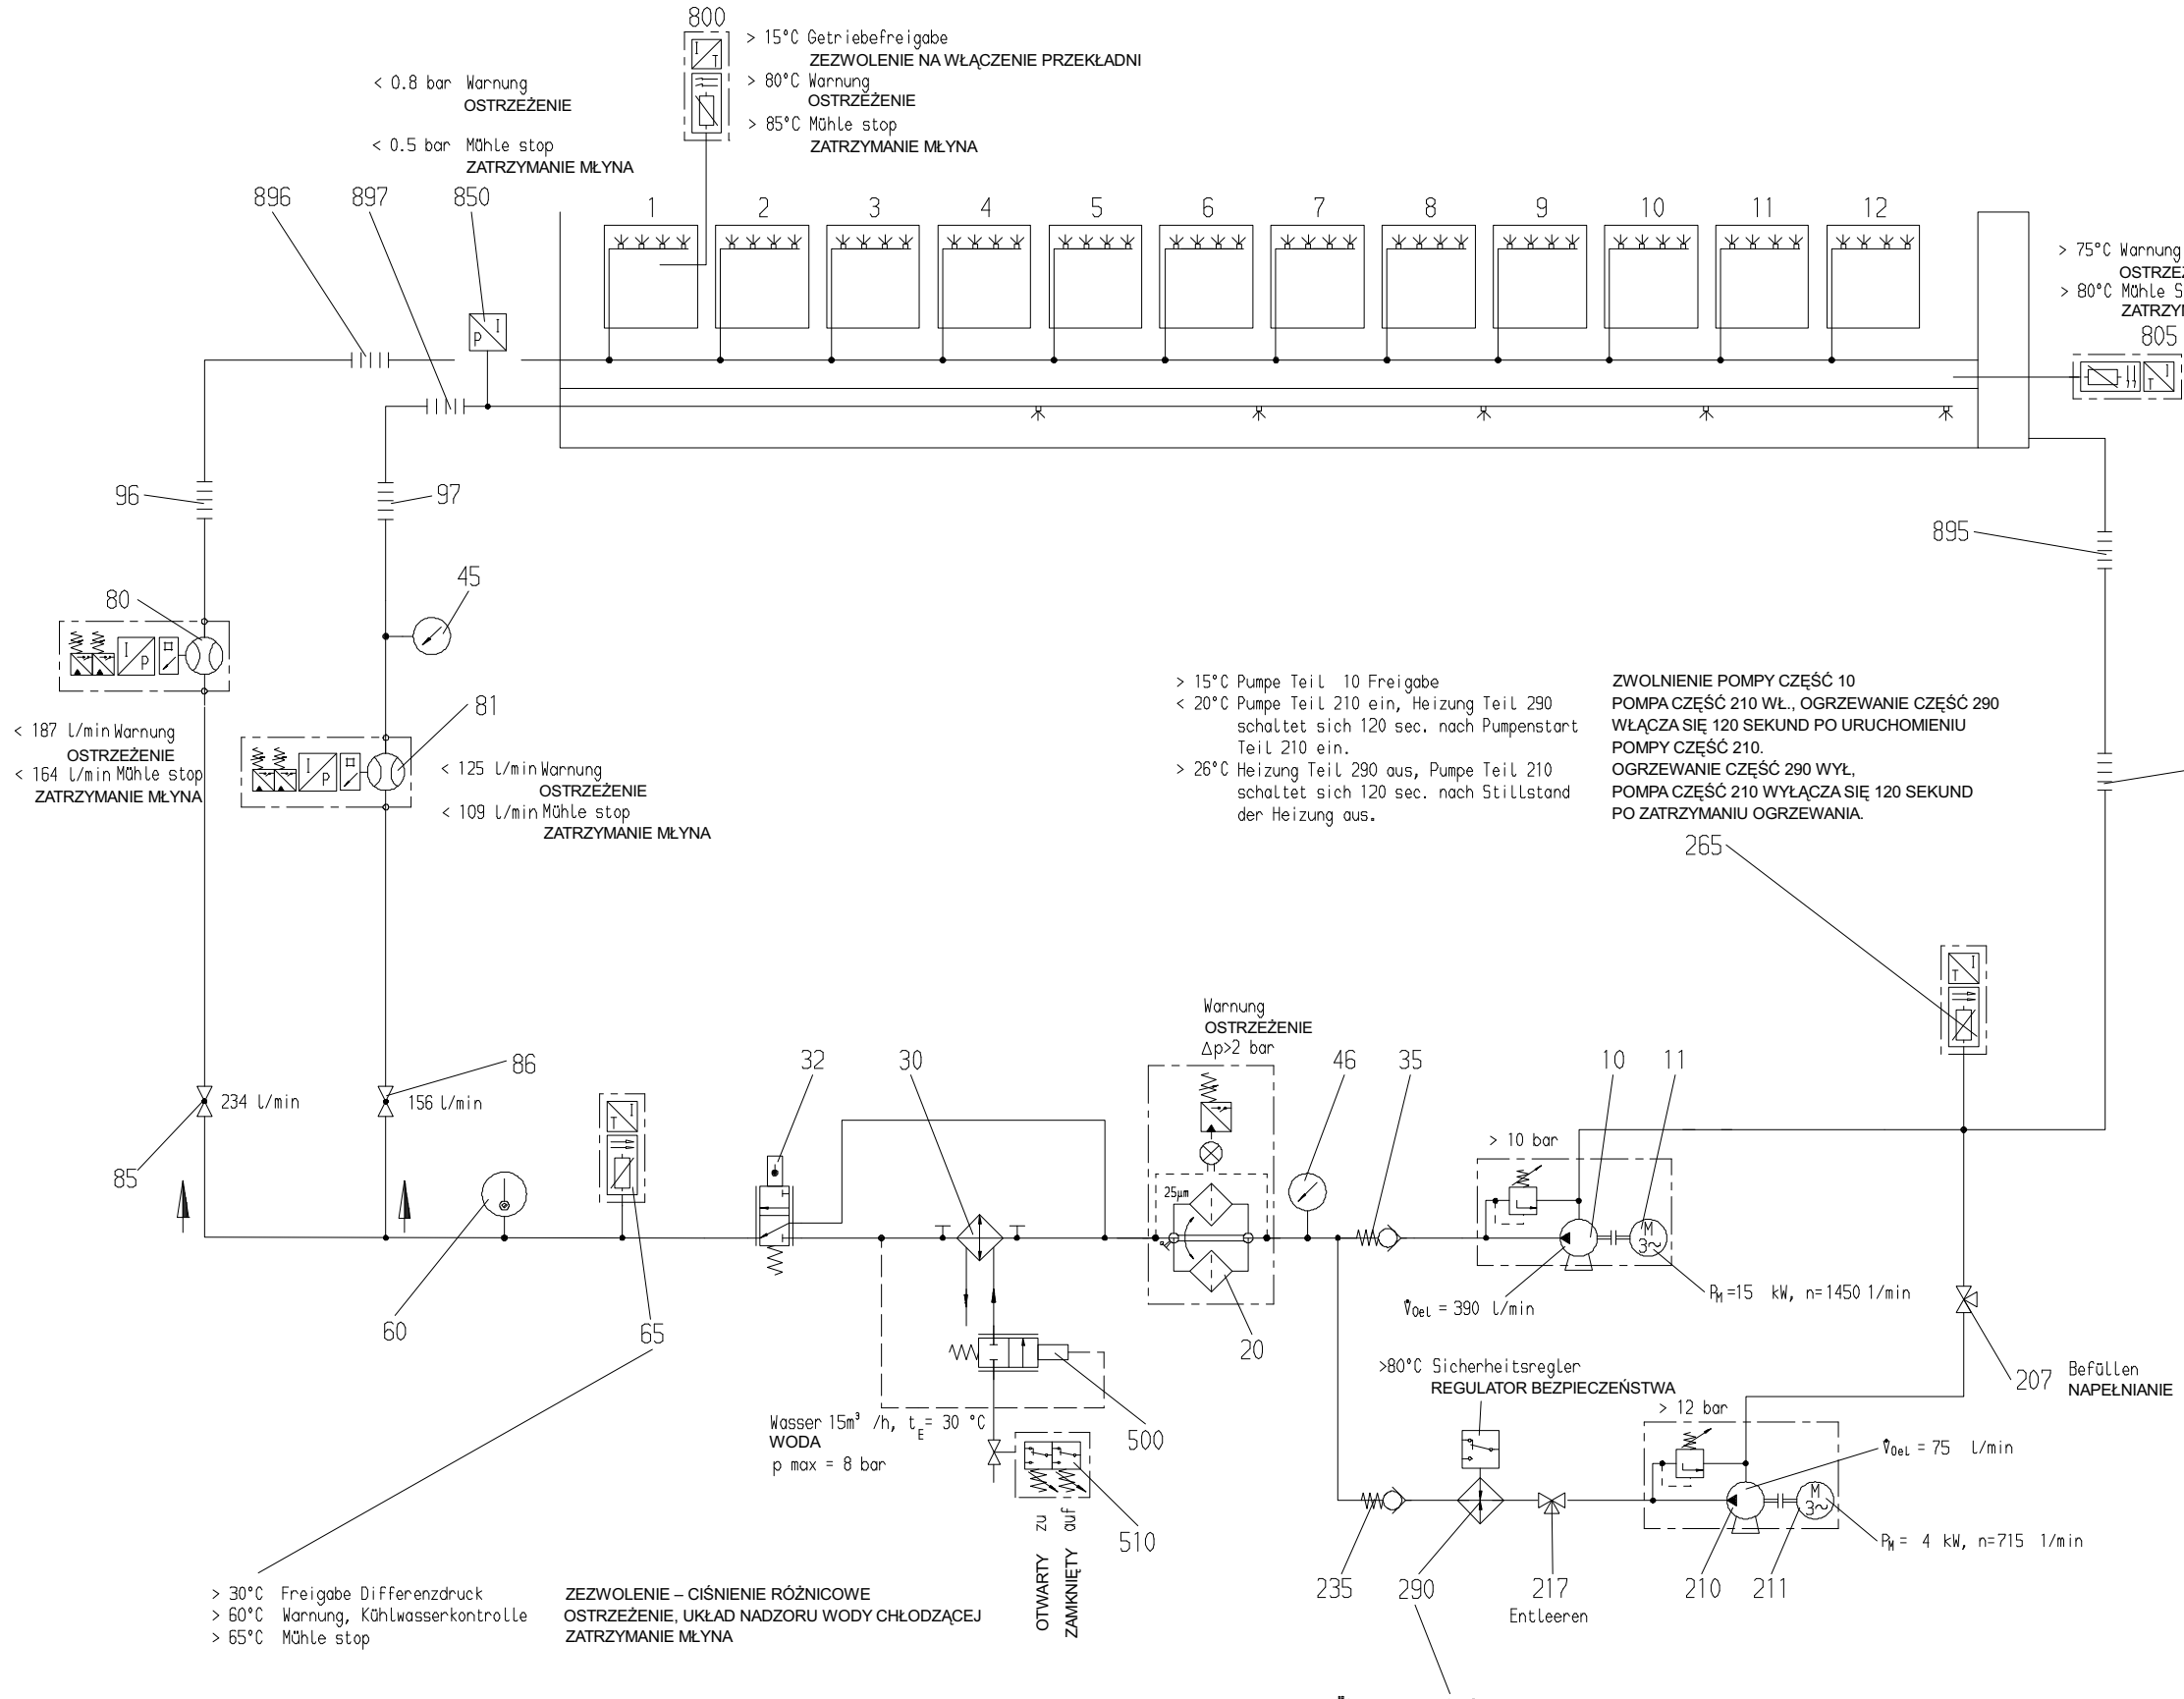 800
> 15°C Getriebefreigabe
ZEZWOLENIE NA WŁĄCZENIE PRZEKŁADNI
> 80°C Warnung
OSTRZEŻENIE
> 85°C Mühle stop
ZATRZYMANIE MŁYNA
I
T
< 0.8 bar Warnung
OSTRZEŻENIE
< 0.5 bar Mühle stop
ZATRZYMANIE MŁYNA
896 897 850
1 2 3 4 5 6 7 8 9 10 11 12
> 75°C Warnung
> 80°C Mühle S
805
T I
P I
96 97
895
45
80
I P
81
I P
< 187 l/min Warnung
OSTRZEŻENIE
< 164 l/min Mühle stop
ZATRZYMANIE MŁYNA
< 125 l/min Warnung
OSTRZEŻENIE
< 109 l/min Mühle stop
ZATRZYMANIE MŁYNA
> 15°C Pumpe Teil 10 Freigabe
< 20°C Pumpe Teil 210 ein, Heizung Teil 290
schaltet sich 120 sec. nach Pumpenstart
Teil 210 ein.
> 26°C Heizung Teil 290 aus, Pumpe Teil 210
schaltet sich 120 sec. nach Stillstand
der Heizung aus.
ZWOLNIENIE POMPY CZĘŚĆ 10
POMPA CZĘŚĆ 210 WŁ., OGRZEWANIE CZĘŚĆ 290
WŁĄCZA SIĘ 120 SEKUND PO URUCHOMIENIU
POMPY CZĘŚĆ 210.
OGRZEWANIE CZĘŚĆ 290 WYŁ,
POMPA CZĘŚĆ 210 WYŁĄCZA SIĘ 120 SEKUND
PO ZATRZYMANIU OGRZEWANIA.
265
T I
Warnung
OSTRZEŻENIE
Δp>2 bar
86
32 30 46 35 10 11
85
234 l/min
156 l/min
T I
25µm
> 10 bar
M
3~
V̇Oel = 390 l/min
PM =15 kW, n=1450 1/min
60
65
20
>80°C Sicherheitsregler
REGULATOR BEZPIECZEŃSTWA
207
Befüllen
NAPEŁNIANIE
Wasser 15m³ /h, tE= 30 °C
WODA
p max = 8 bar
500
510
zu
auf
OTWARTY
ZAMKNIĘTY
> 12 bar
V̇Oel = 75 l/min
M
3~
PM = 4 kW, n=715 1/min
235 290 217 210 211
Entleeren
> 30°C Freigabe Differenzdruck
> 60°C Warnung, Kühlwasserkontrolle
> 65°C Mühle stop
ZEZWOLENIE – CIŚNIENIE RÓŻNICOWE
OSTRZEŻENIE, UKŁAD NADZORU WODY CHŁODZĄCEJ
ZATRZYMANIE MŁYNA